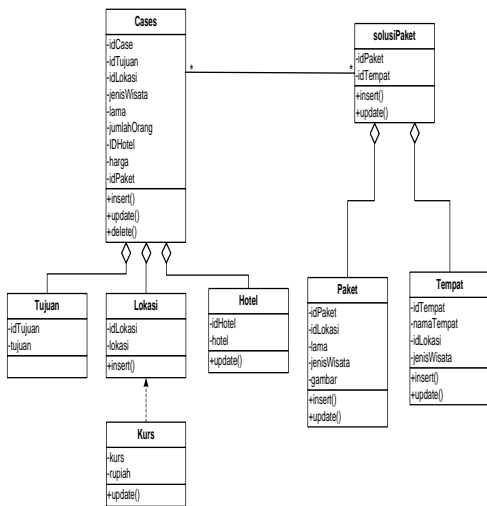 Cases
-idCase
-idTujuan
-idLokasi
-jenisWisata
-lama
-jumlahOrang
-IDHotel
-harga
-idPaket
+insert()
+update()
+delete()
*
*
solusiPaket
-idPaket
-idTempat
+insert()
+update()
Tujuan
-idTujuan
-tujuan
Lokasi
-idLokasi
-lokasi
+insert()
Hotel
-idHotel
-hotel
+update()
Paket
-idPaket
-idLokasi
-lama
-jenisWisata
-gambar
+insert()
+update()
Tempat
-idTempat
-namaTempat
-idLokasi
-jenisWisata
+insert()
+update()
Kurs
-kurs
-rupiah
+update()